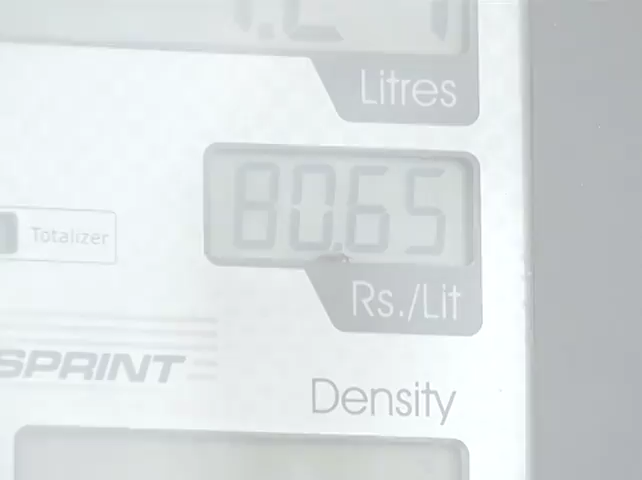 Litres
80.65
Rs./Lit
Totalizer
SPRINT
Density